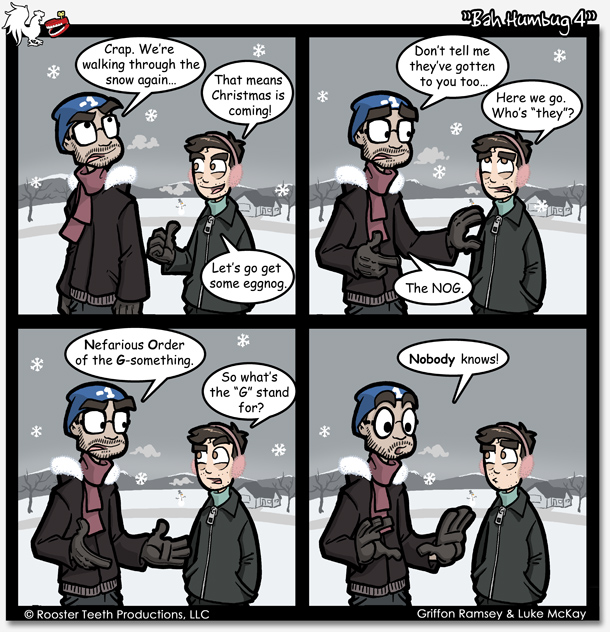 "Bah Humbug 4"
Crap. We're
walking through the
snow again...
That means
Christmas is
coming!
Let's go get
some eggnog.
Don't tell me
they've gotten
to you too...
Here we go.
Who's "they"?
The NOG.
Nefarious Order
of the G-something.
So what's
the "G" stand
for?
Nobody knows!
© Rooster Teeth Productions, LLC
Griffon Ramsey & Luke McKay